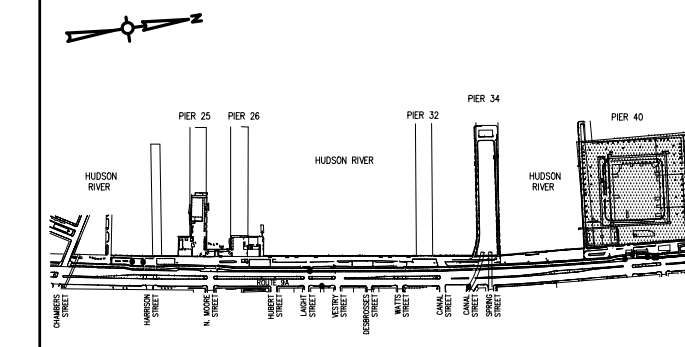 N
PIER 34
PIER 25
PIER 26
PIER 32
PIER 40
HUDSON RIVER
HUDSON
RIVER
HUDSON
RIVER
ROUTE 9A
CHAMBERS
STREET
HARRISON
STREET
N. MOORE
STREET
HUBERT
STREET
LAIGHT
STREET
VESTRY
STREET
DESBROSSES
STREET
WATTS
STREET
CANAL
STREET
CANAL
STREET
SPRING
STREET